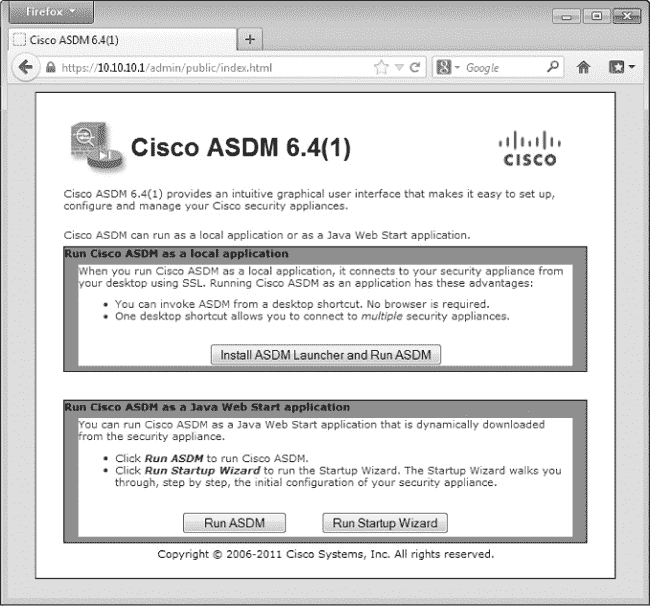 Firefox
Cisco ASDM 6.4(1)
https://10.10.10.1/admin/public/index.html
Google
Cisco ASDM 6.4(1)
CISCO
Cisco ASDM 6.4(1) provides an intuitive graphical user interface that makes it easy to set up,
configure and manage your Cisco security appliances.
Cisco ASDM can run as a local application or as a Java Web Start application.
Run Cisco ASDM as a local application
When you run Cisco ASDM as a local application, it connects to your security appliance from
your desktop using SSL. Running Cisco ASDM as an application has these advantages:
• You can invoke ASDM from a desktop shortcut. No browser is required.
• One desktop shortcut allows you to connect to multiple security appliances.
Install ASDM Launcher and Run ASDM
Run Cisco ASDM as a Java Web Start application
You can run Cisco ASDM as a Java Web Start application that is dynamically downloaded
from the security appliance.
• Click Run ASDM to run Cisco ASDM.
• Click Run Startup Wizard to run the Startup Wizard. The Startup Wizard walks you
through, step by step, the initial configuration of your security appliance.
Run ASDM
Run Startup Wizard
Copyright © 2006-2011 Cisco Systems, Inc. All rights reserved.